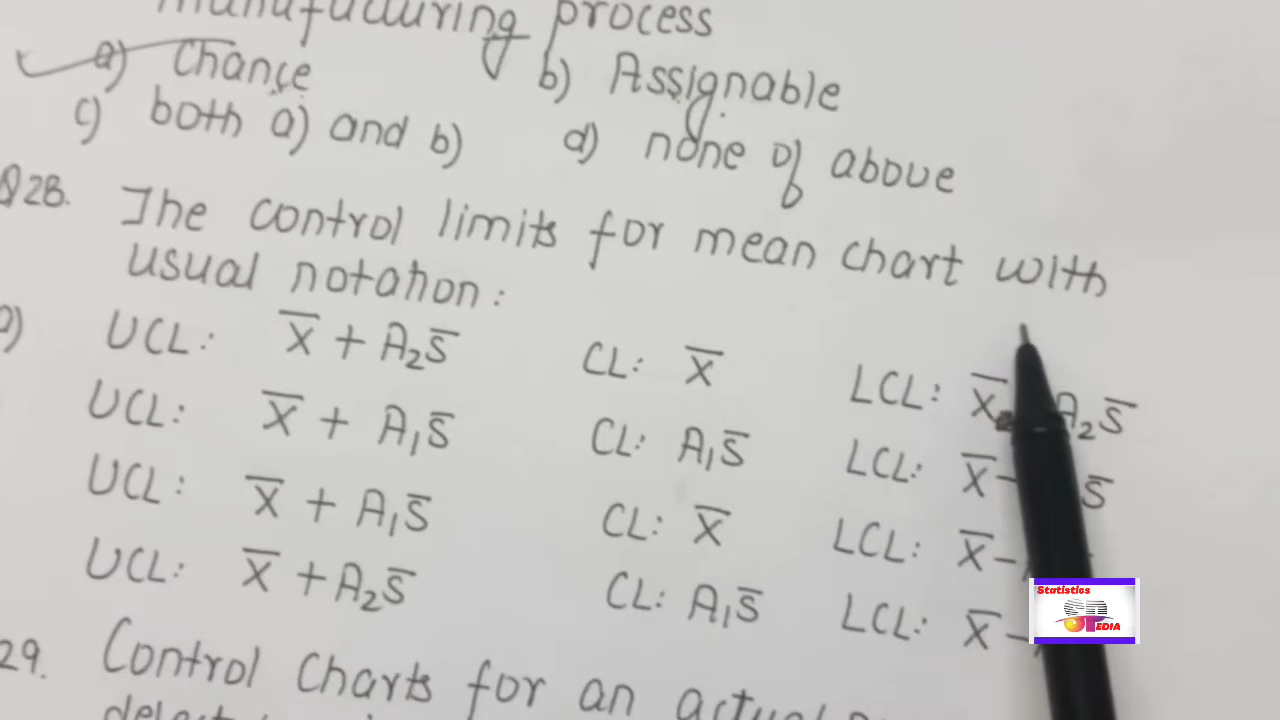 manufacturing process
a) Chance b) Assignable
c) both a) and b) d) none of above
Q28. The control limits for mean chart with
usual notation:
a) UCL: X̅ + A₂s̅ CL: X̅ LCL: X̅ A₂s̅
UCL: X̅ + A₁s̅ CL: A₁s̅ LCL: X̅ - s̅
UCL: X̅ + A₁s̅ CL: X̅ LCL: X̅ -
UCL: X̅ + A₂s̅ CL: A₁s̅ LCL: X̅ -
29. Control Charts for an actual
Statistics
PEDIA